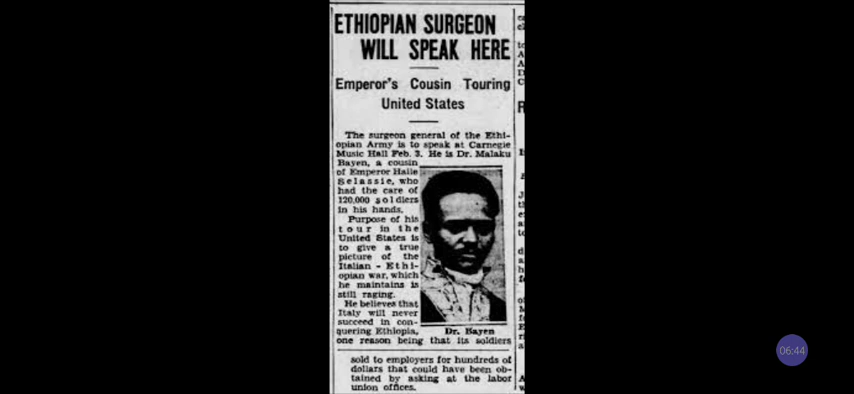 ETHIOPIAN SURGEON
WILL SPEAK HERE
Emperor's Cousin Touring
United States
The surgeon general of the Ethi-
opian Army is to speak at Carnegie
Music Hall Feb. 3. He is Dr. Malaku
Bayen, a cousin
of Emperor Haile
Selassie, who
had the care of
120,000 soldiers
in his hands.
Purpose of his
tour in the
United States is
to give a true
picture of the
Italian - Ethi-
opian war, which
he maintains is
still raging.
He believes that
Italy will never
succeed in con-
quering Ethiopia,
one reason being that its soldiers
Dr. Bayen
sold to employers for hundreds of
dollars that could have been ob-
tained by asking at the labor
union offices.
06:44